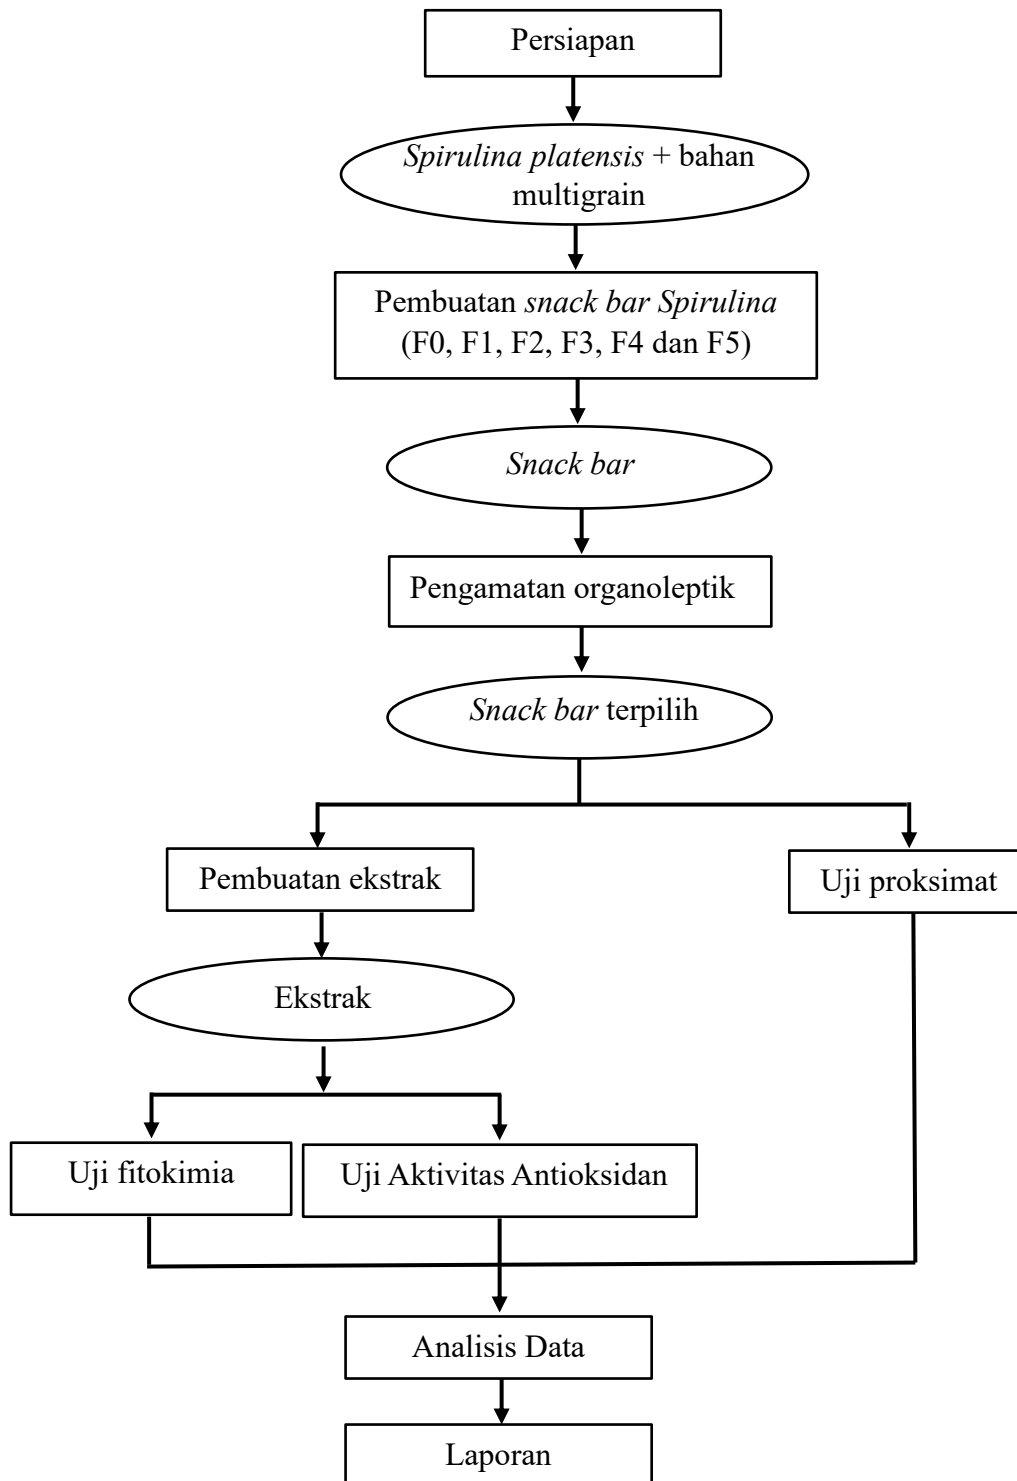 Persiapan
Spirulina platensis + bahan
multigrain
Pembuatan snack bar Spirulina
(F0, F1, F2, F3, F4 dan F5)
Snack bar
Pengamatan organoleptik
Snack bar terpilih
Pembuatan ekstrak
Uji proksimat
Ekstrak
Uji fitokimia
Uji Aktivitas Antioksidan
Analisis Data
Laporan